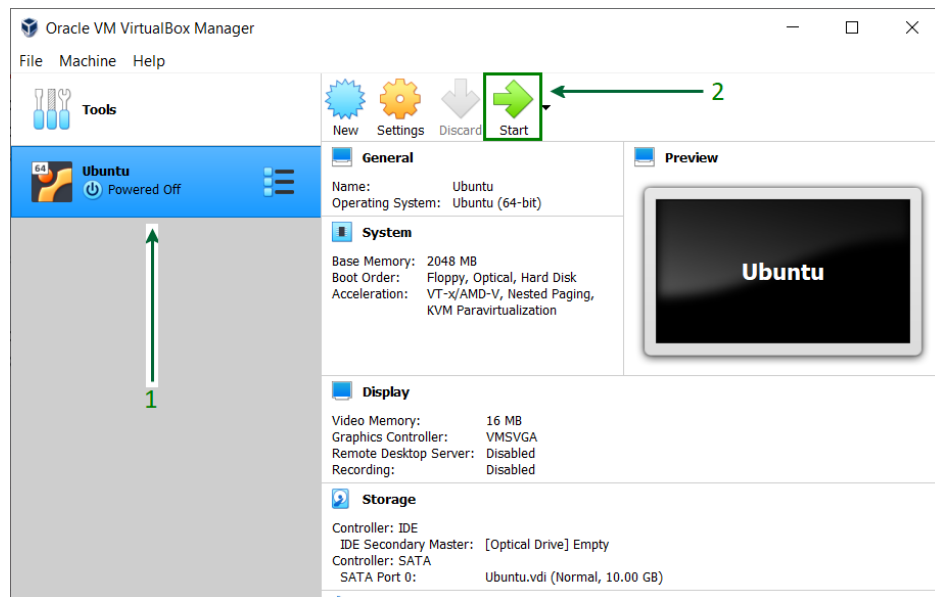 Oracle VM VirtualBox Manager
File Machine Help
Tools
New Settings Discard Start
2
64
Ubuntu
Powered Off
1
General
Name: Ubuntu
Operating System: Ubuntu (64-bit)
Preview
Ubuntu
System
Base Memory: 2048 MB
Boot Order: Floppy, Optical, Hard Disk
Acceleration: VT-x/AMD-V, Nested Paging,
KVM Paravirtualization
Display
Video Memory: 16 MB
Graphics Controller: VMSVGA
Remote Desktop Server: Disabled
Recording: Disabled
Storage
Controller: IDE
IDE Secondary Master: [Optical Drive] Empty
Controller: SATA
SATA Port 0: Ubuntu.vdi (Normal, 10.00 GB)